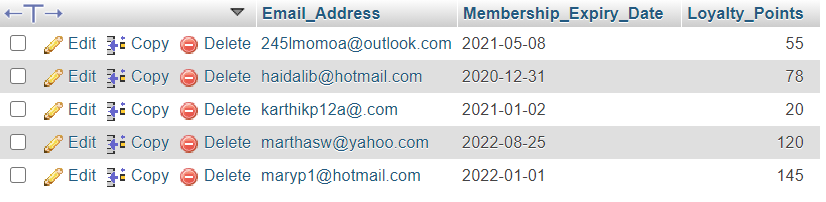 Email_Address Membership_Expiry_Date Loyalty_Points
Edit Copy Delete 245lmomoa@outlook.com 2021-05-08 55
Edit Copy Delete haidalib@hotmail.com 2020-12-31 78
Edit Copy Delete karthikp12a@.com 2021-01-02 20
Edit Copy Delete marthasw@yahoo.com 2022-08-25 120
Edit Copy Delete maryp1@hotmail.com 2022-01-01 145